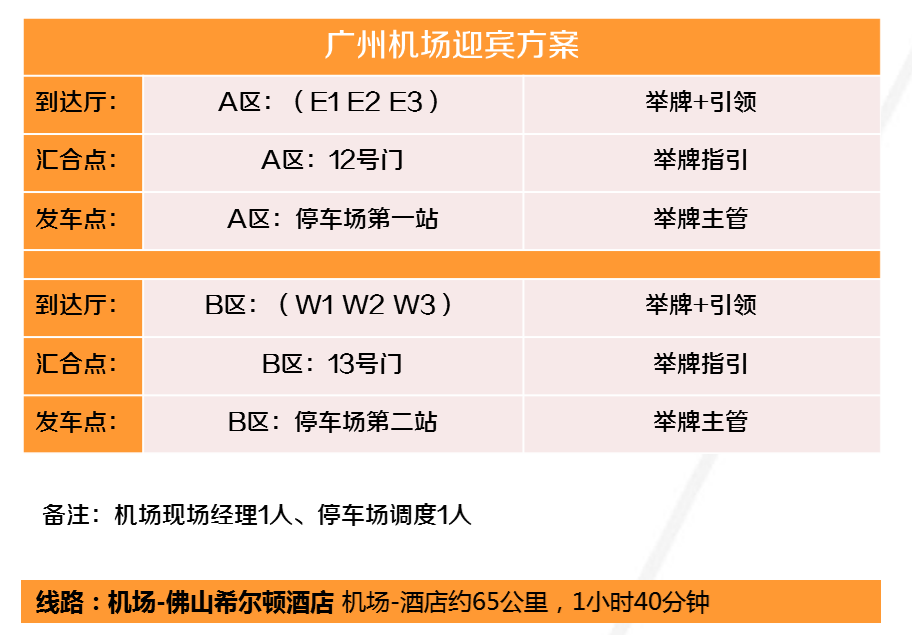 广州机场迎宾方案
到达厅： A区：（E1 E2 E3） 举牌+引领
汇合点： A区：12号门 举牌指引
发车点： A区：停车场第一站 举牌主管
到达厅： B区：（W1 W2 W3） 举牌+引领
汇合点： B区：13号门 举牌指引
发车点： B区：停车场第二站 举牌主管
备注：机场现场经理1人、停车场调度1人
线路：机场-佛山希尔顿酒店 机场-酒店约65公里，1小时40分钟